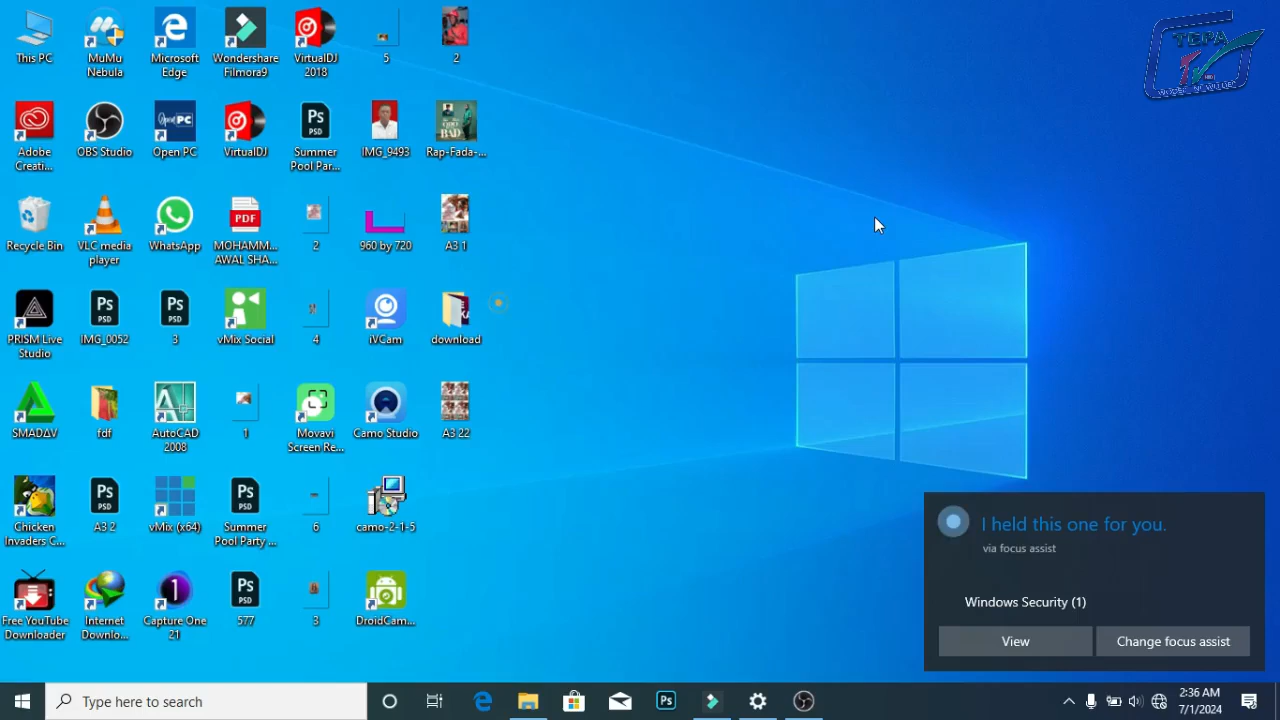 This PC
MuMu
Nebula
Microsoft
Edge
Wondershare
Filmora9
VirtualDJ
2018
5
2
Adobe
Creati...
OBS Studio
Open PC
VirtualDJ
Summer
Pool Par...
IMG_9493
Rap-Fada-...
Recycle Bin
VLC media
player
WhatsApp
MOHAMM...
AWAL SHA...
2
960 by 720
A3 1
PRISM Live
Studio
IMG_0052
3
vMix Social
4
iVCam
download
SMADΔV
fdf
AutoCAD
2008
1
Movavi
Screen Re...
Camo Studio
A3 22
Chicken
Invaders C...
A3 2
vMix (x64)
Summer
Pool Party ...
6
camo-2-1-5
Free YouTube
Downloader
Internet
Downlo...
Capture One
21
577
3
DroidCam...
TCPA
TV
I held this one for you.
via focus assist
Windows Security (1)
View
Change focus assist
Type here to search
2:36 AM
7/1/2024